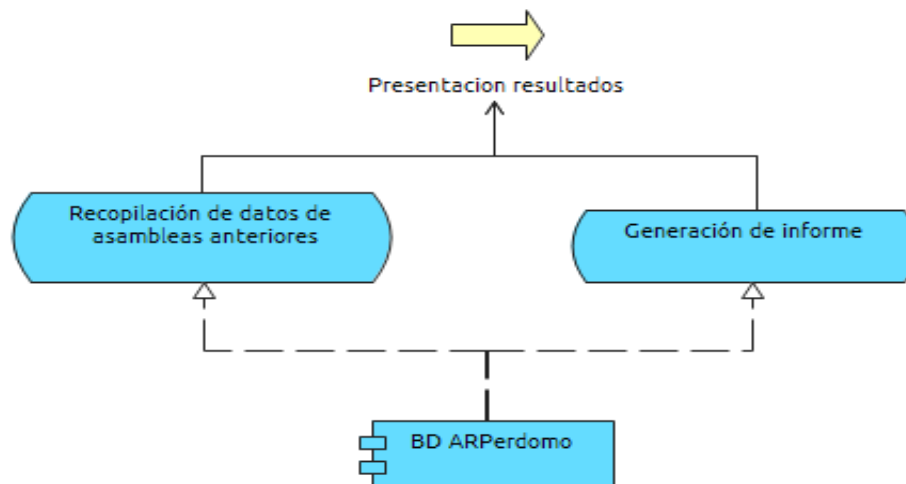 Presentacion resultados
Recopilación de datos de
asambleas anteriores
Generación de informe
BD ARPerdomo